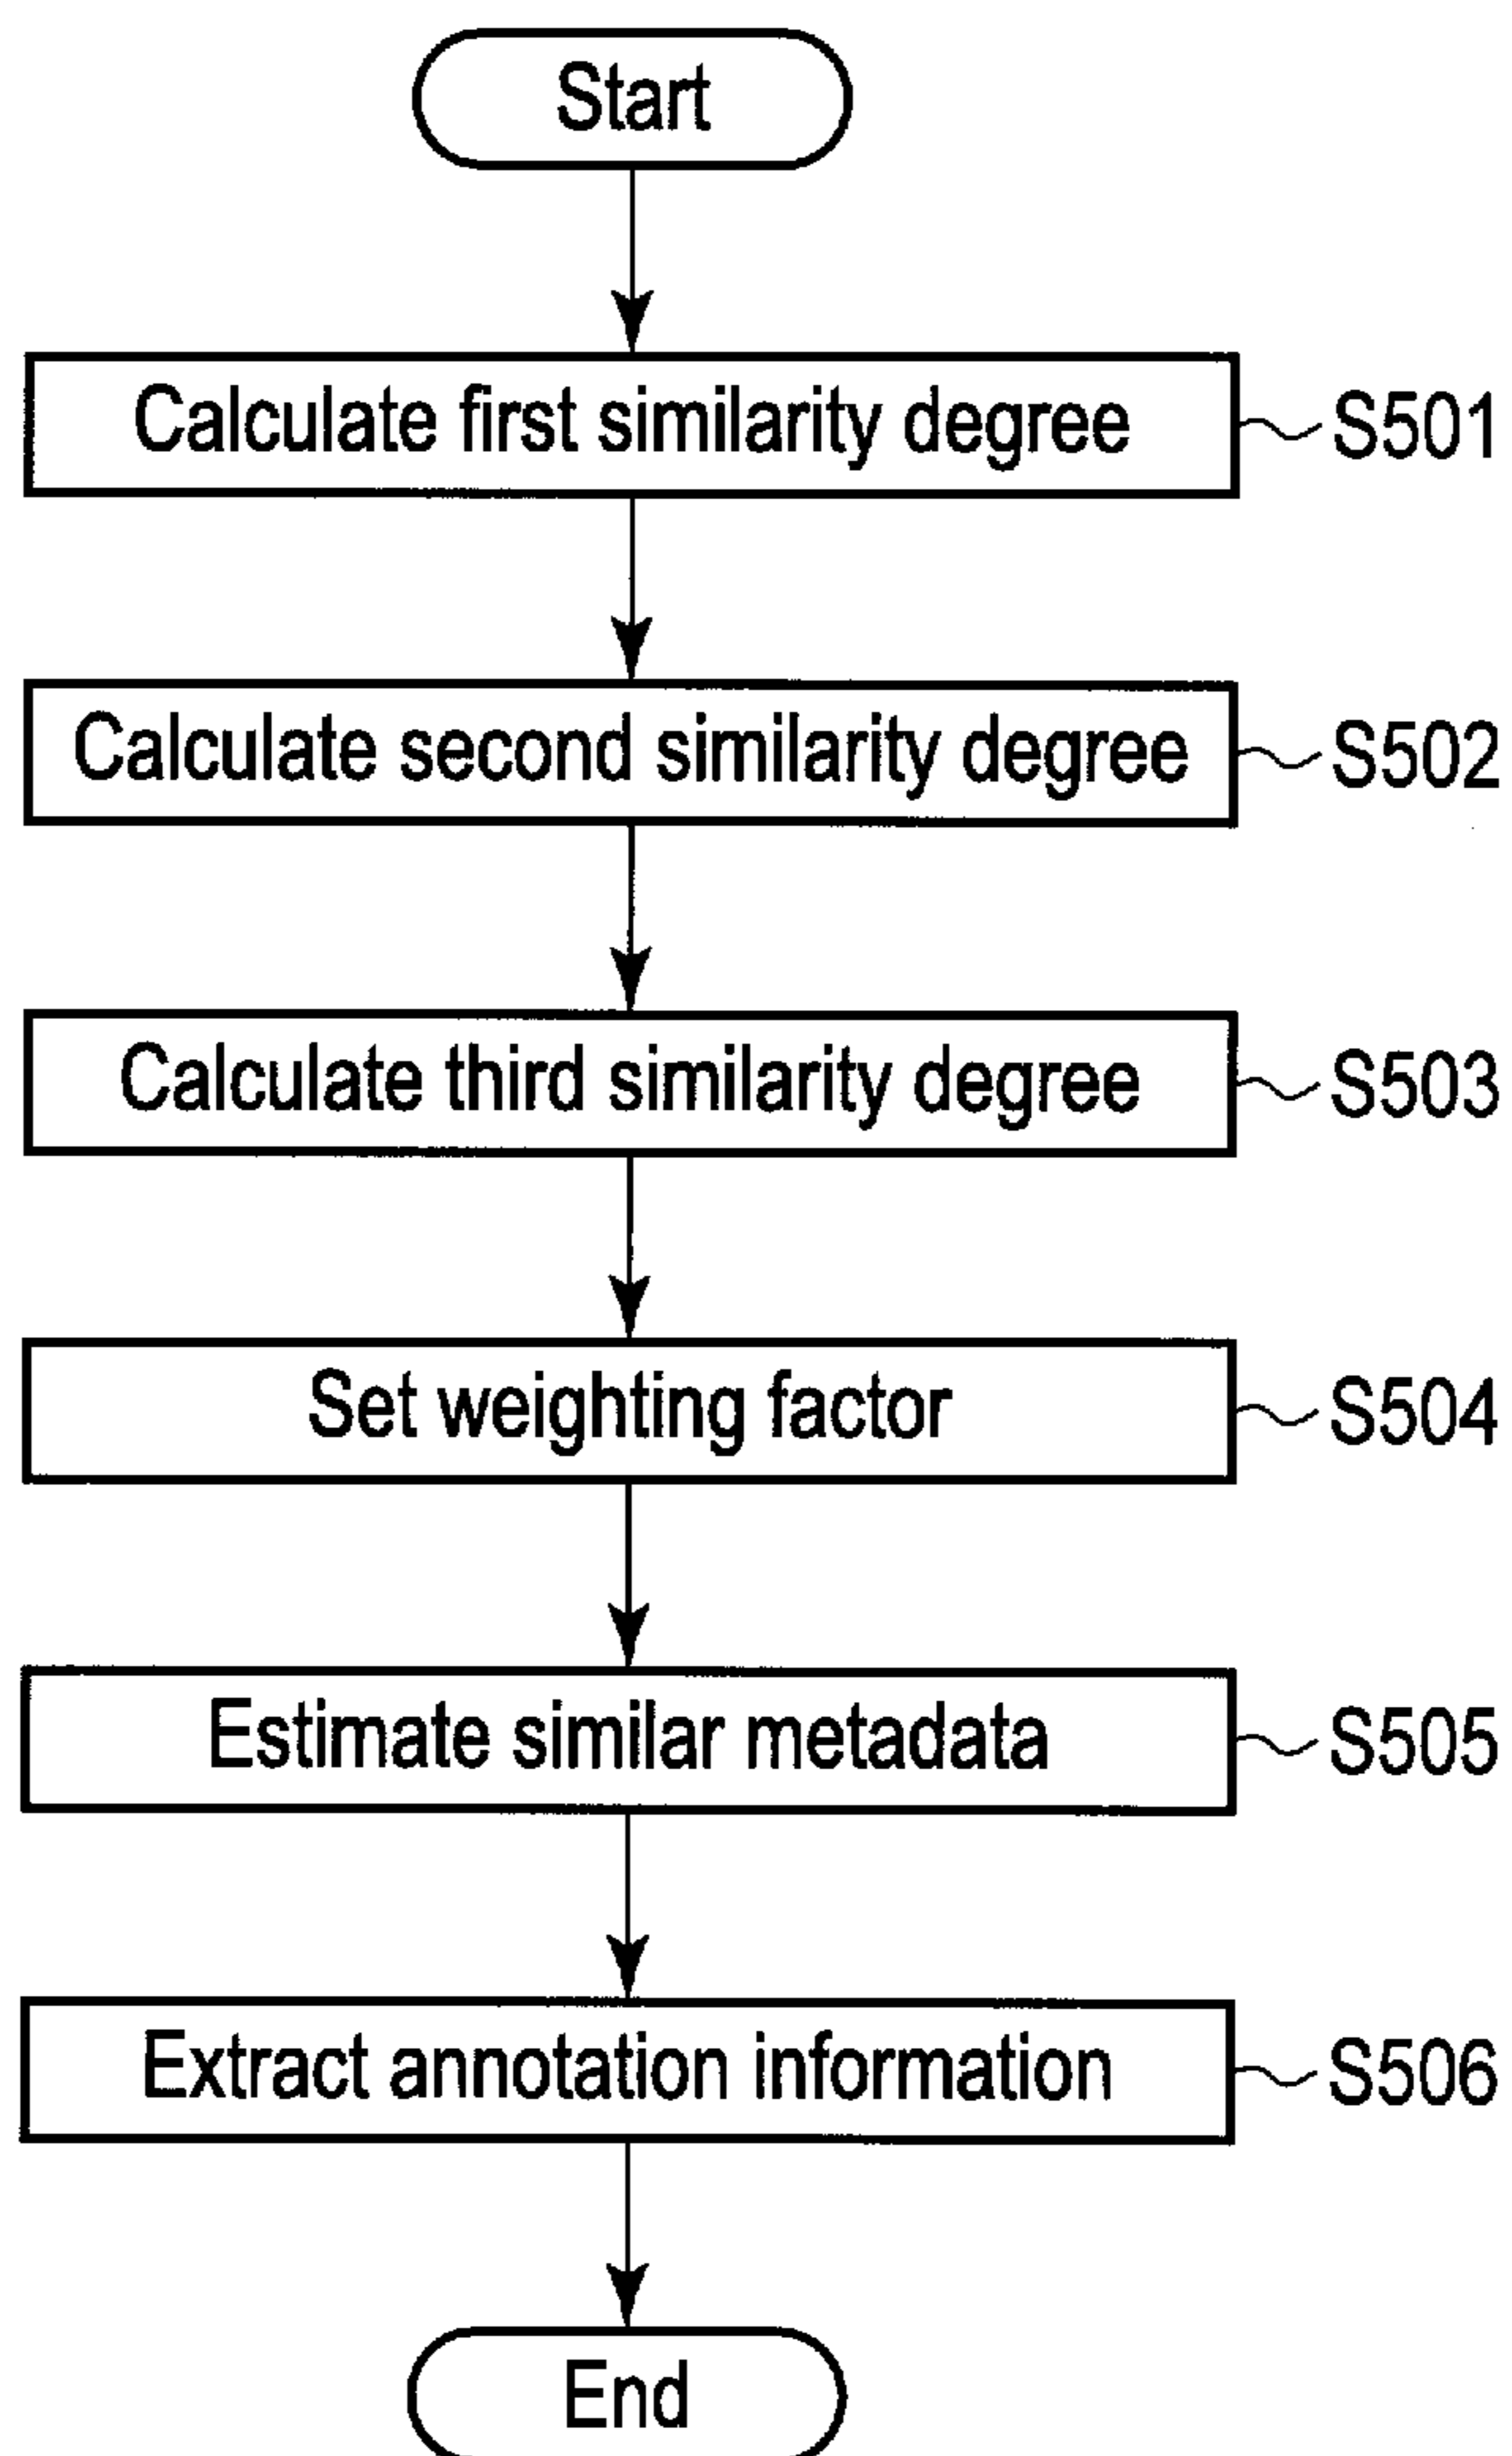 Start
Calculate first similarity degree
S501
Calculate second similarity degree
S502
Calculate third similarity degree
S503
Set weighting factor
S504
Estimate similar metadata
S505
Extract annotation information
S506
End